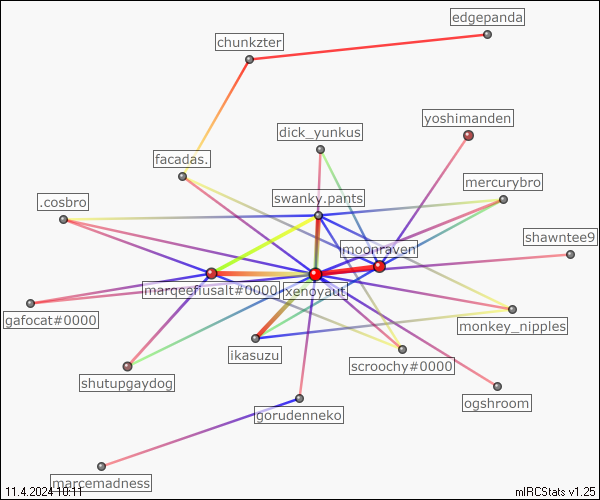 edgepanda
chunkzter
yoshimanden
dick_yunkus
facadas.
mercurybro
.cosbro
swanky.pants
shawntee9
moonraven
marqeefiusalt#0000
xenoyaut
gafocat#0000
monkey_nipples
ikasuzu
scroochy#0000
shutupgaydog
ogshroom
gorudenneko
marcemadness
11.4.2024 10:11
mIRCStats v1.25